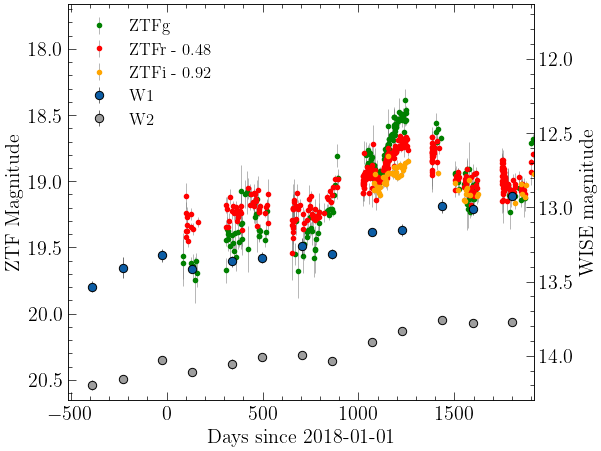 ZTFg
ZTFr - 0.48
ZTFi - 0.92
W1
W2
18.0
18.5
19.0
19.5
20.0
20.5
ZTF Magnitude
12.0
12.5
13.0
13.5
14.0
WISE magnitude
−500 0 500 1000 1500
Days since 2018-01-01